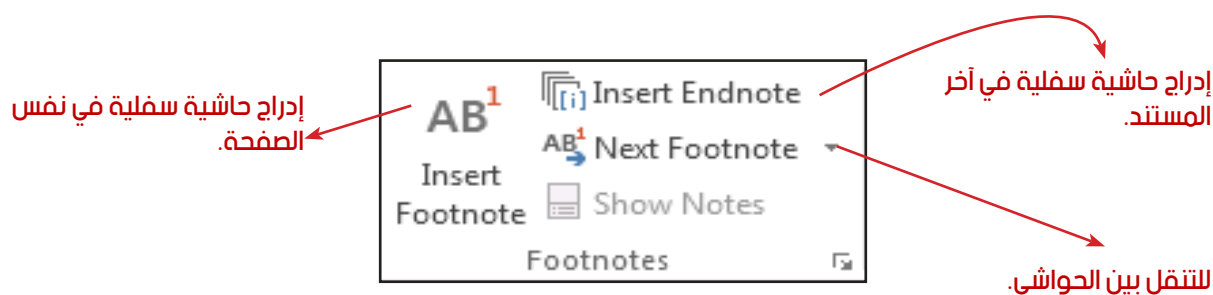 إدراج حاشية سفلية في آخر
المستند.
إدراج حاشية سفلية في نفس
الصفحة.
AB1
Insert
Footnote
[i] Insert Endnote
AB1 Next Footnote
Show Notes
Footnotes
للتنقل بين الحواشي.